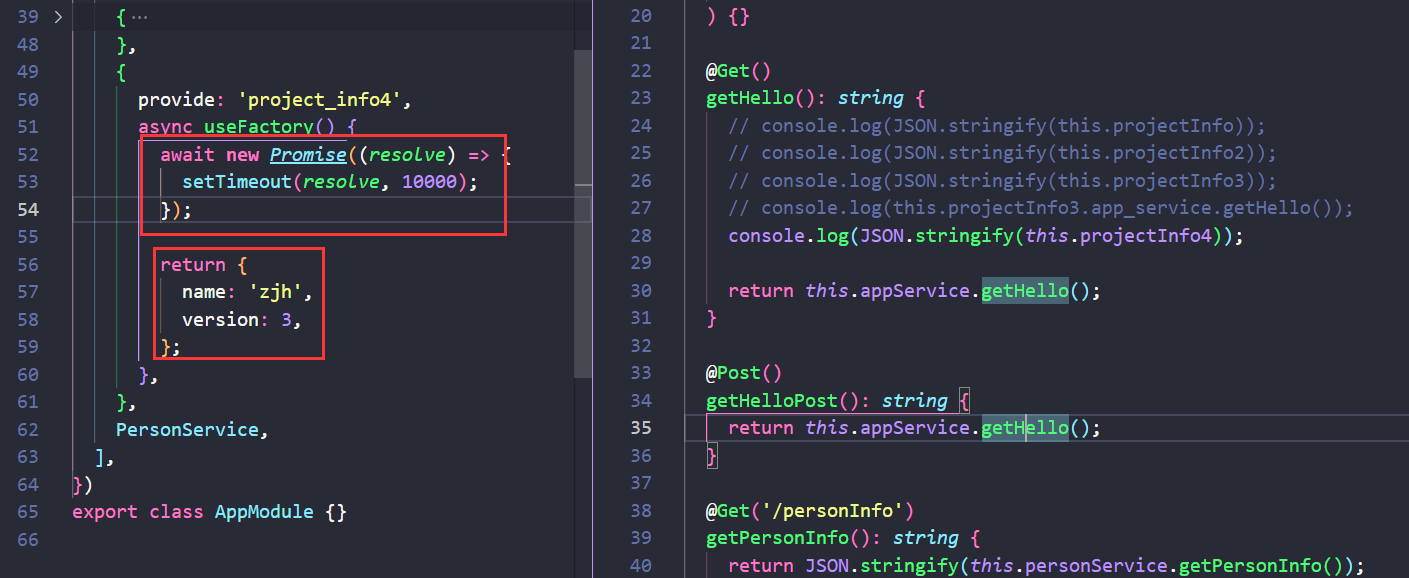 39 > { ···
48 },
49 {
50 provide: 'project_info4',
51 async useFactory() {
52 await new Promise((resolve) => {
53 setTimeout(resolve, 10000);
54 });
55
56 return {
57 name: 'zjh',
58 version: 3,
59 };
60 },
61 },
62 PersonService,
63 ],
64 })
65 export class AppModule {}
66
20 ) {}
21
22 @Get()
23 getHello(): string {
24 // console.log(JSON.stringify(this.projectInfo));
25 // console.log(JSON.stringify(this.projectInfo2));
26 // console.log(JSON.stringify(this.projectInfo3));
27 // console.log(this.projectInfo3.app_service.getHello());
28 console.log(JSON.stringify(this.projectInfo4));
29
30 return this.appService.getHello();
31 }
32
33 @Post()
34 getHelloPost(): string {
35 return this.appService.getHello();
36 }
37
38 @Get('/personInfo')
39 getPersonInfo(): string {
40 return JSON.stringify(this.personService.getPersonInfo());